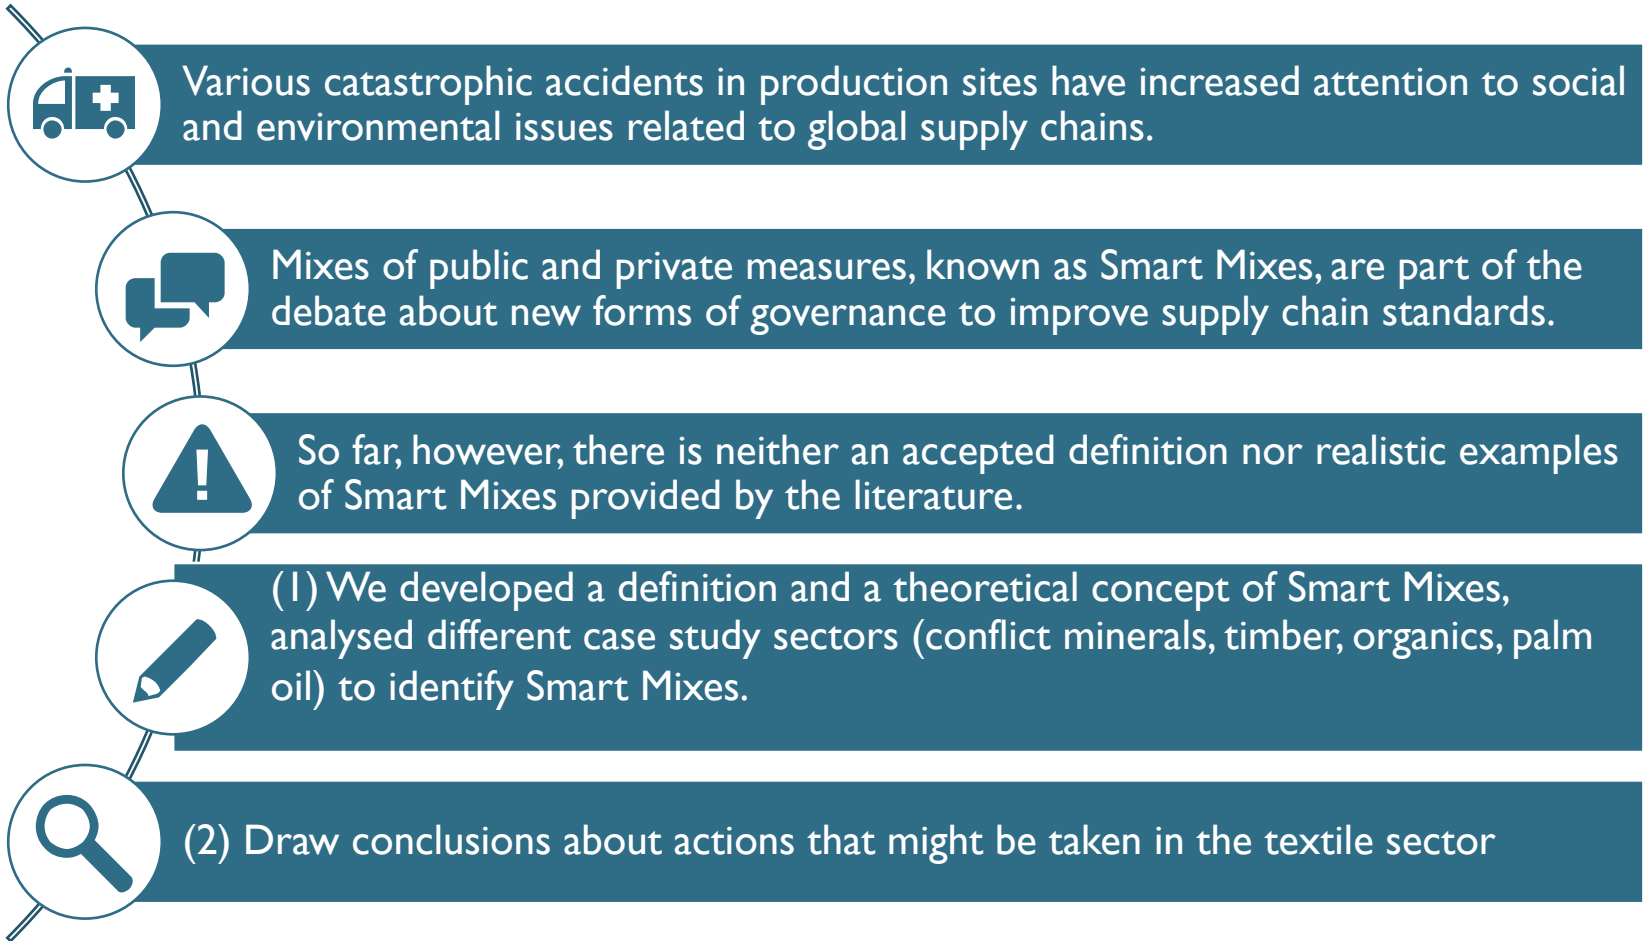 Various catastrophic accidents in production sites have increased attention to social
and environmental issues related to global supply chains.
Mixes of public and private measures, known as Smart Mixes, are part of the
debate about new forms of governance to improve supply chain standards.
So far, however, there is neither an accepted definition nor realistic examples
of Smart Mixes provided by the literature.
(1) We developed a definition and a theoretical concept of Smart Mixes,
analysed different case study sectors (conflict minerals, timber, organics, palm
oil) to identify Smart Mixes.
(2) Draw conclusions about actions that might be taken in the textile sector